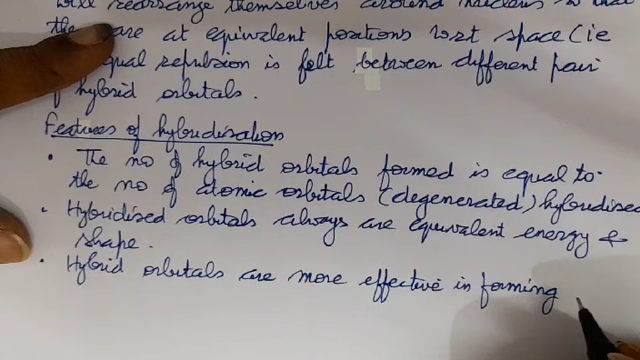 will rearrange themselves around nucleus so that
the are at equivalent positions wrt space (ie
equal repulsion is felt between different pair
of hybrid orbitals.
Features of hybridisation
• The no of hybrid orbitals formed is equal to
the no of atomic orbitals (degenerated) hybridised
• Hybridised orbitals always are equivalent energy &
shape.
• Hybrid orbitals are more effective in forming